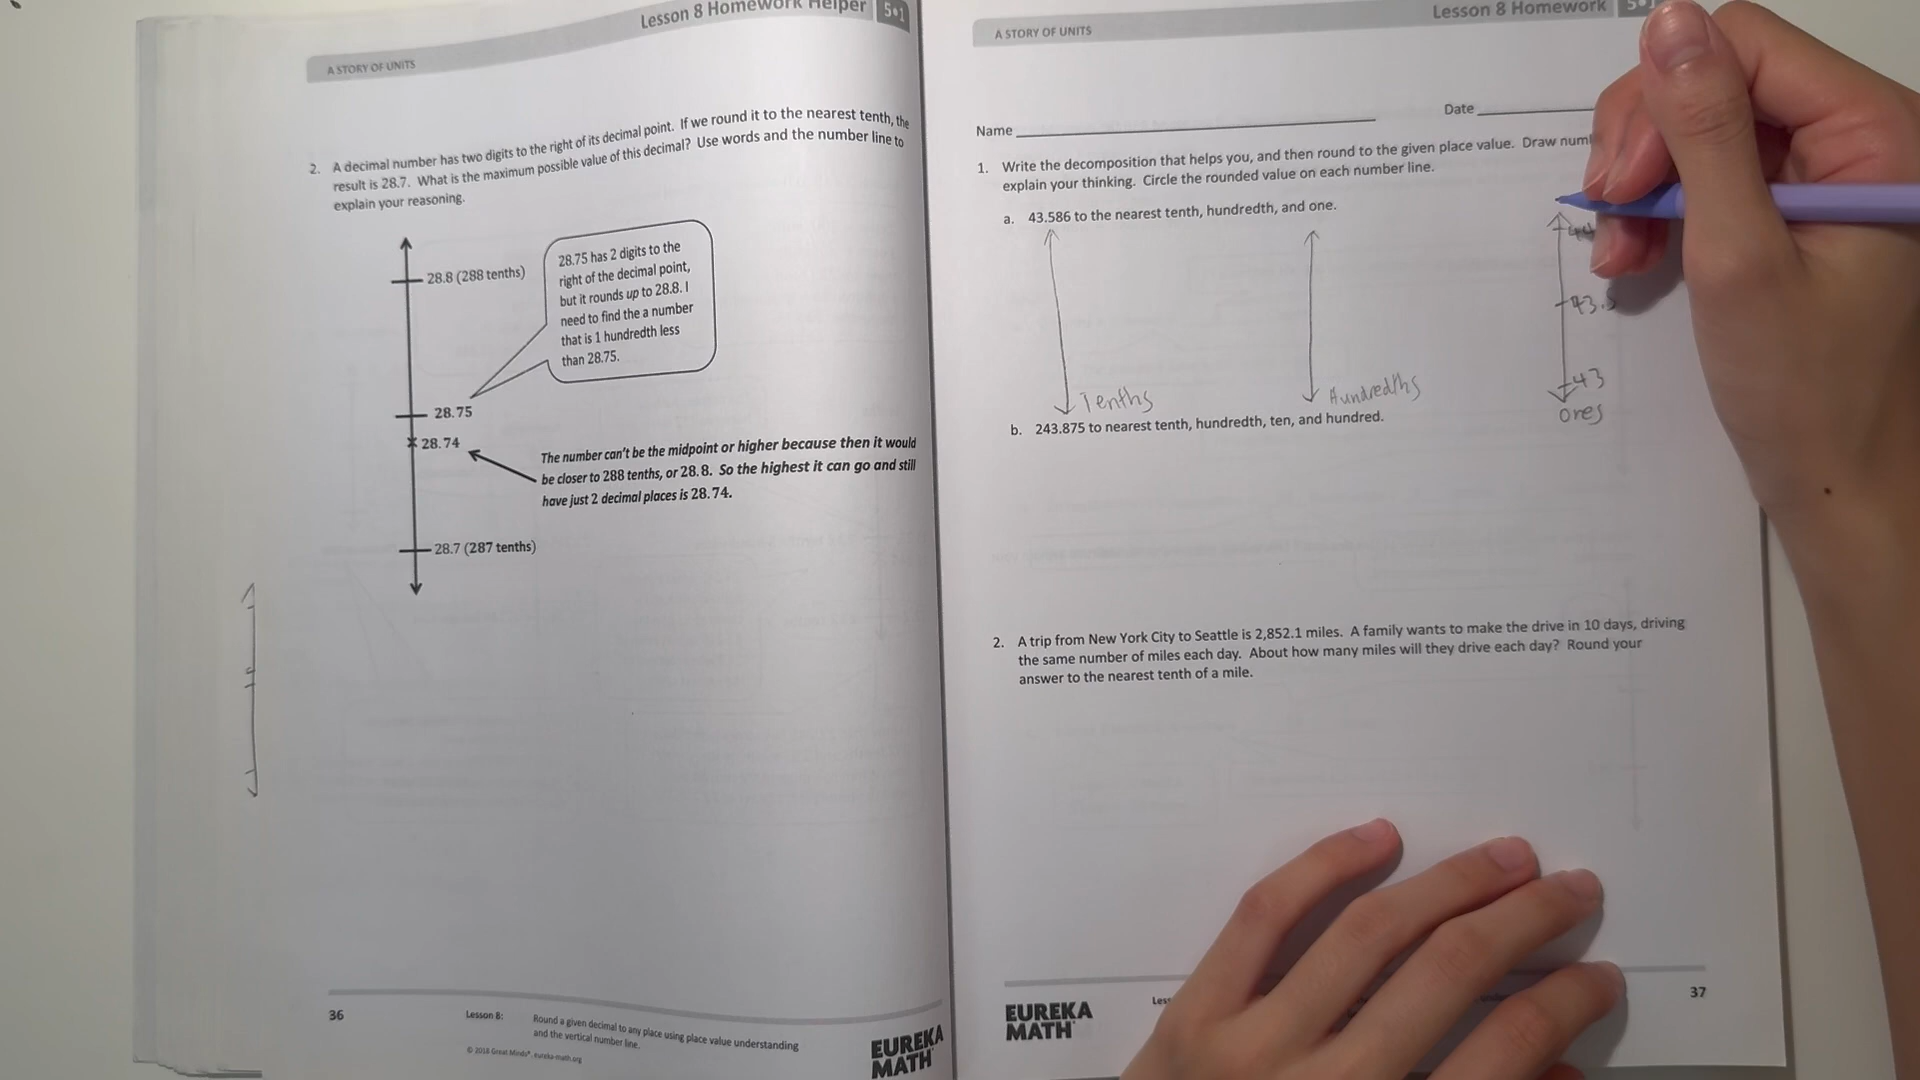 Lesson 8 Homework Helper 5•1
A STORY OF UNITS
2. A decimal number has two digits to the right of its decimal point. If we round it to the nearest tenth, the
result is 28.7. What is the maximum possible value of this decimal? Use words and the number line to
explain your reasoning.
28.8 (288 tenths)
28.75 has 2 digits to the
right of the decimal point,
but it rounds up to 28.8. I
need to find the a number
that is 1 hundredth less
than 28.75.
28.75
28.74
The number can't be the midpoint or higher because then it would
be closer to 288 tenths, or 28.8. So the highest it can go and still
have just 2 decimal places is 28.74.
28.7 (287 tenths)
36
Lesson 8: Round a given decimal to any place using place value understanding
and the vertical number line.
© 2018 Great Minds®. eureka-math.org
EUREKA
MATH
Lesson 8 Homework
A STORY OF UNITS
Name
Date
1. Write the decomposition that helps you, and then round to the given place value. Draw
explain your thinking. Circle the rounded value on each number line.
a. 43.586 to the nearest tenth, hundredth, and one.
44
43.5
43
Tenths
Hundredths
ones
b. 243.875 to nearest tenth, hundredth, ten, and hundred.
2. A trip from New York City to Seattle is 2,852.1 miles. A family wants to make the drive in 10 days, driving
the same number of miles each day. About how many miles will they drive each day? Round your
answer to the nearest tenth of a mile.
EUREKA
MATH
37